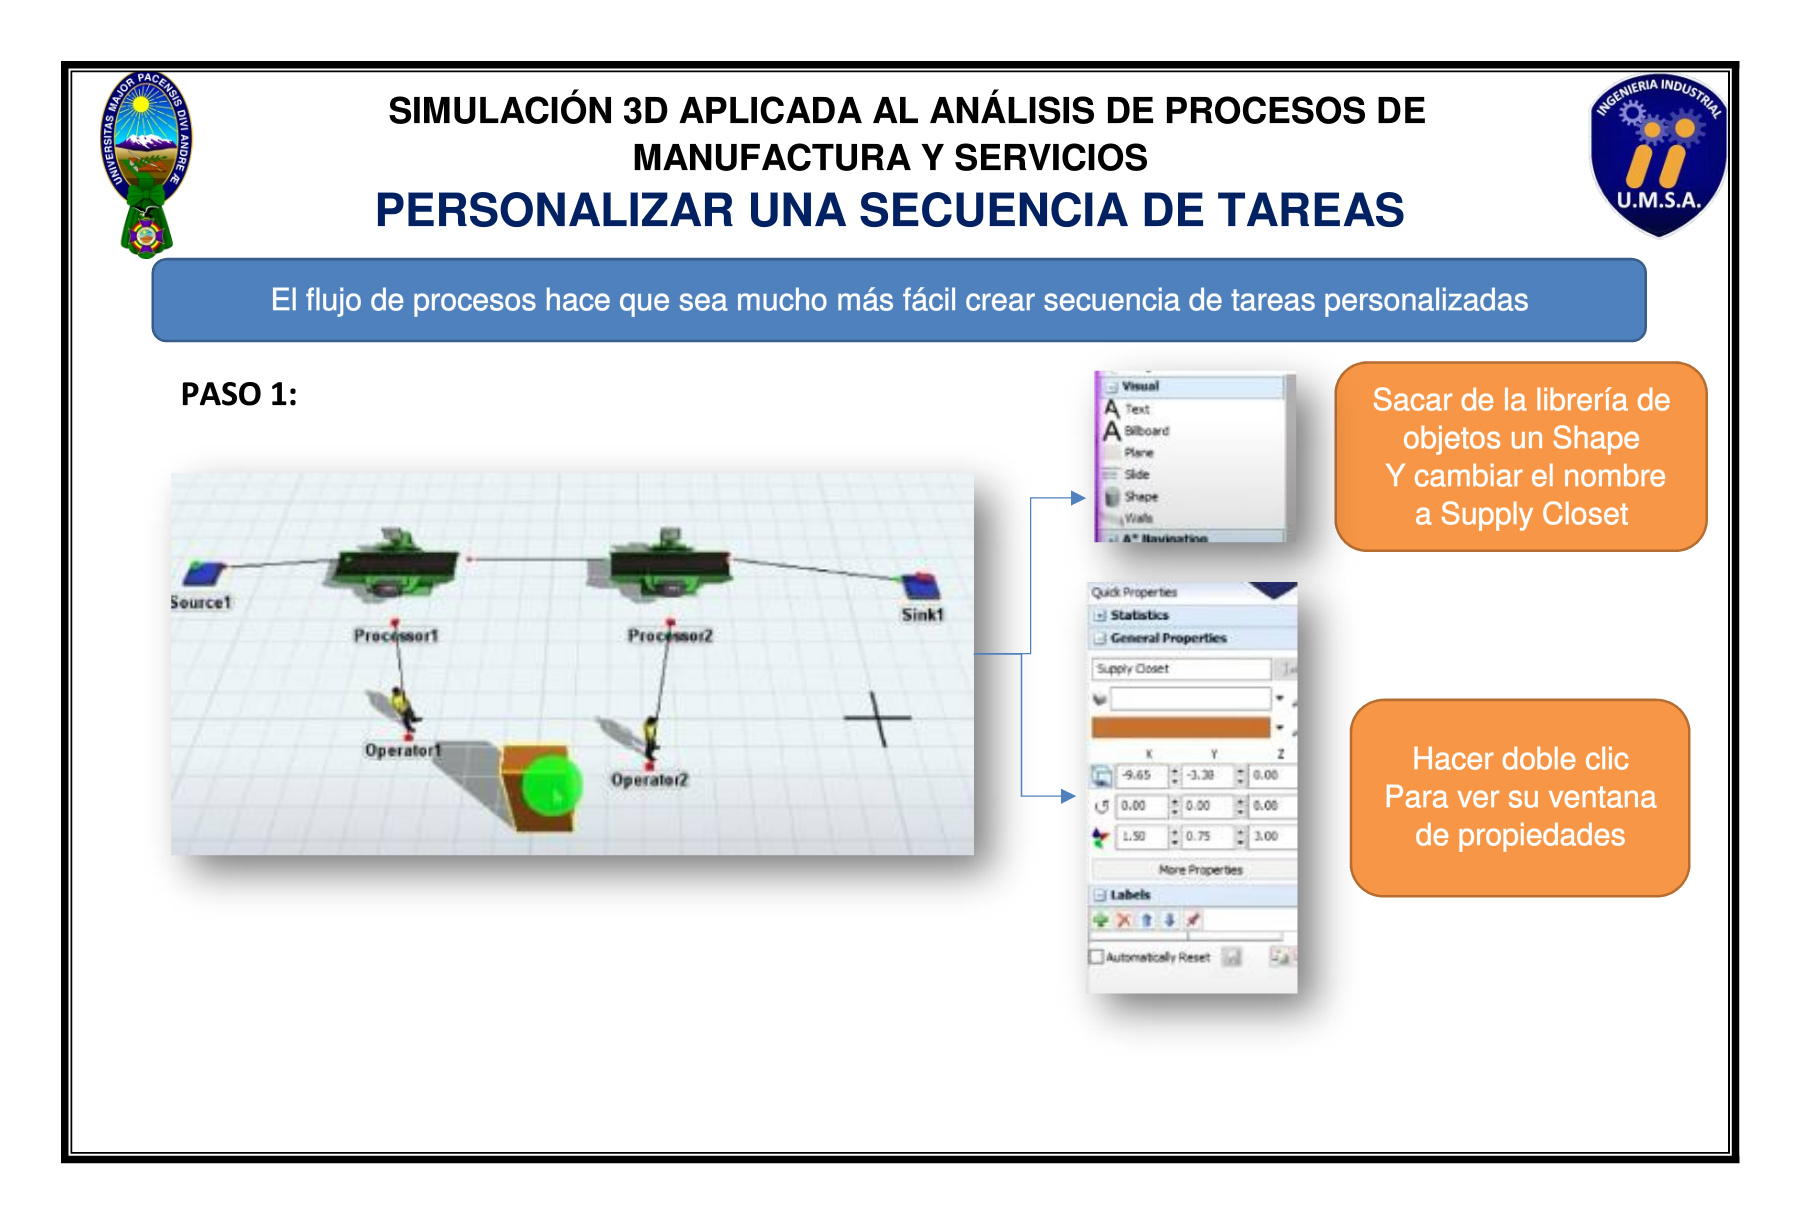 UNIVERSITAS MAJOR PACENSIS DIVI ANDRE Æ
INGENIERIA INDUSTRIAL
U.M.S.A.
SIMULACIÓN 3D APLICADA AL ANÁLISIS DE PROCESOS DE
MANUFACTURA Y SERVICIOS
PERSONALIZAR UNA SECUENCIA DE TAREAS
El flujo de procesos hace que sea mucho más fácil crear secuencia de tareas personalizadas
PASO 1:
Source1
Processor1
Processor2
Sink1
Operator1
Operator2
Visual
A Text
A Billboard
Plane
Slide
Shape
Walls
A* Navigation
Sacar de la librería de
objetos un Shape
Y cambiar el nombre
a Supply Closet
Quick Properties
Statistics
General Properties
Supply Closet
X Y Z
-9.65 -3.38 0.00
0.00 0.00 0.00
1.50 0.75 3.00
More Properties
Labels
Automatically Reset
Hacer doble clic
Para ver su ventana
de propiedades